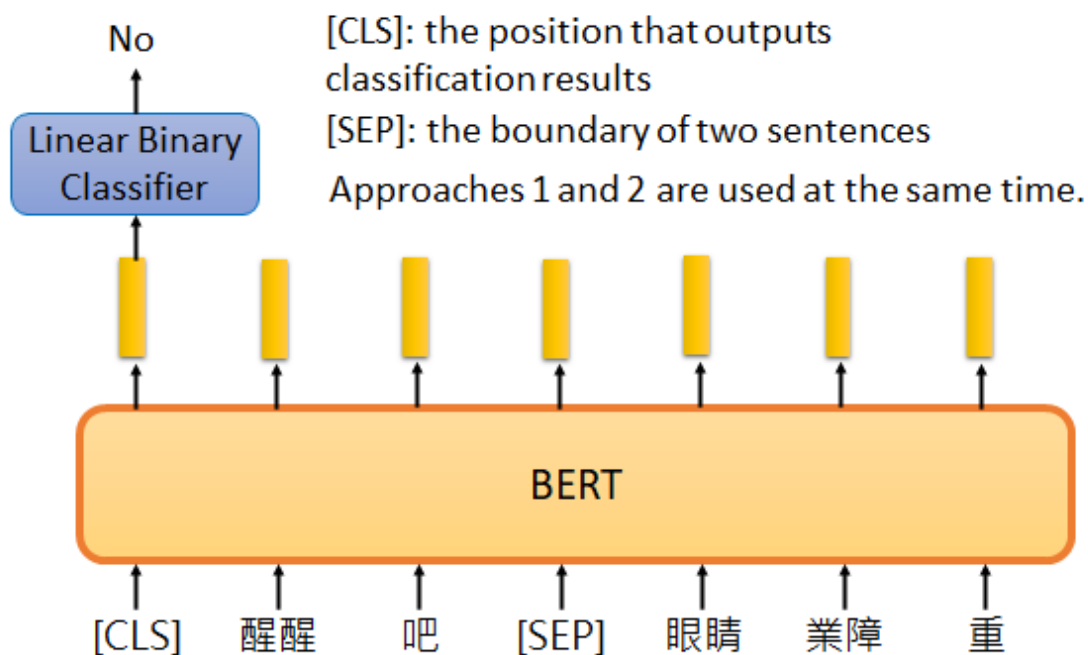 No
[CLS]: the position that outputs
classification results
[SEP]: the boundary of two sentences
Approaches 1 and 2 are used at the same time.
Linear Binary
Classifier
BERT
[CLS] 醒醒 吧 [SEP] 眼睛 業障 重